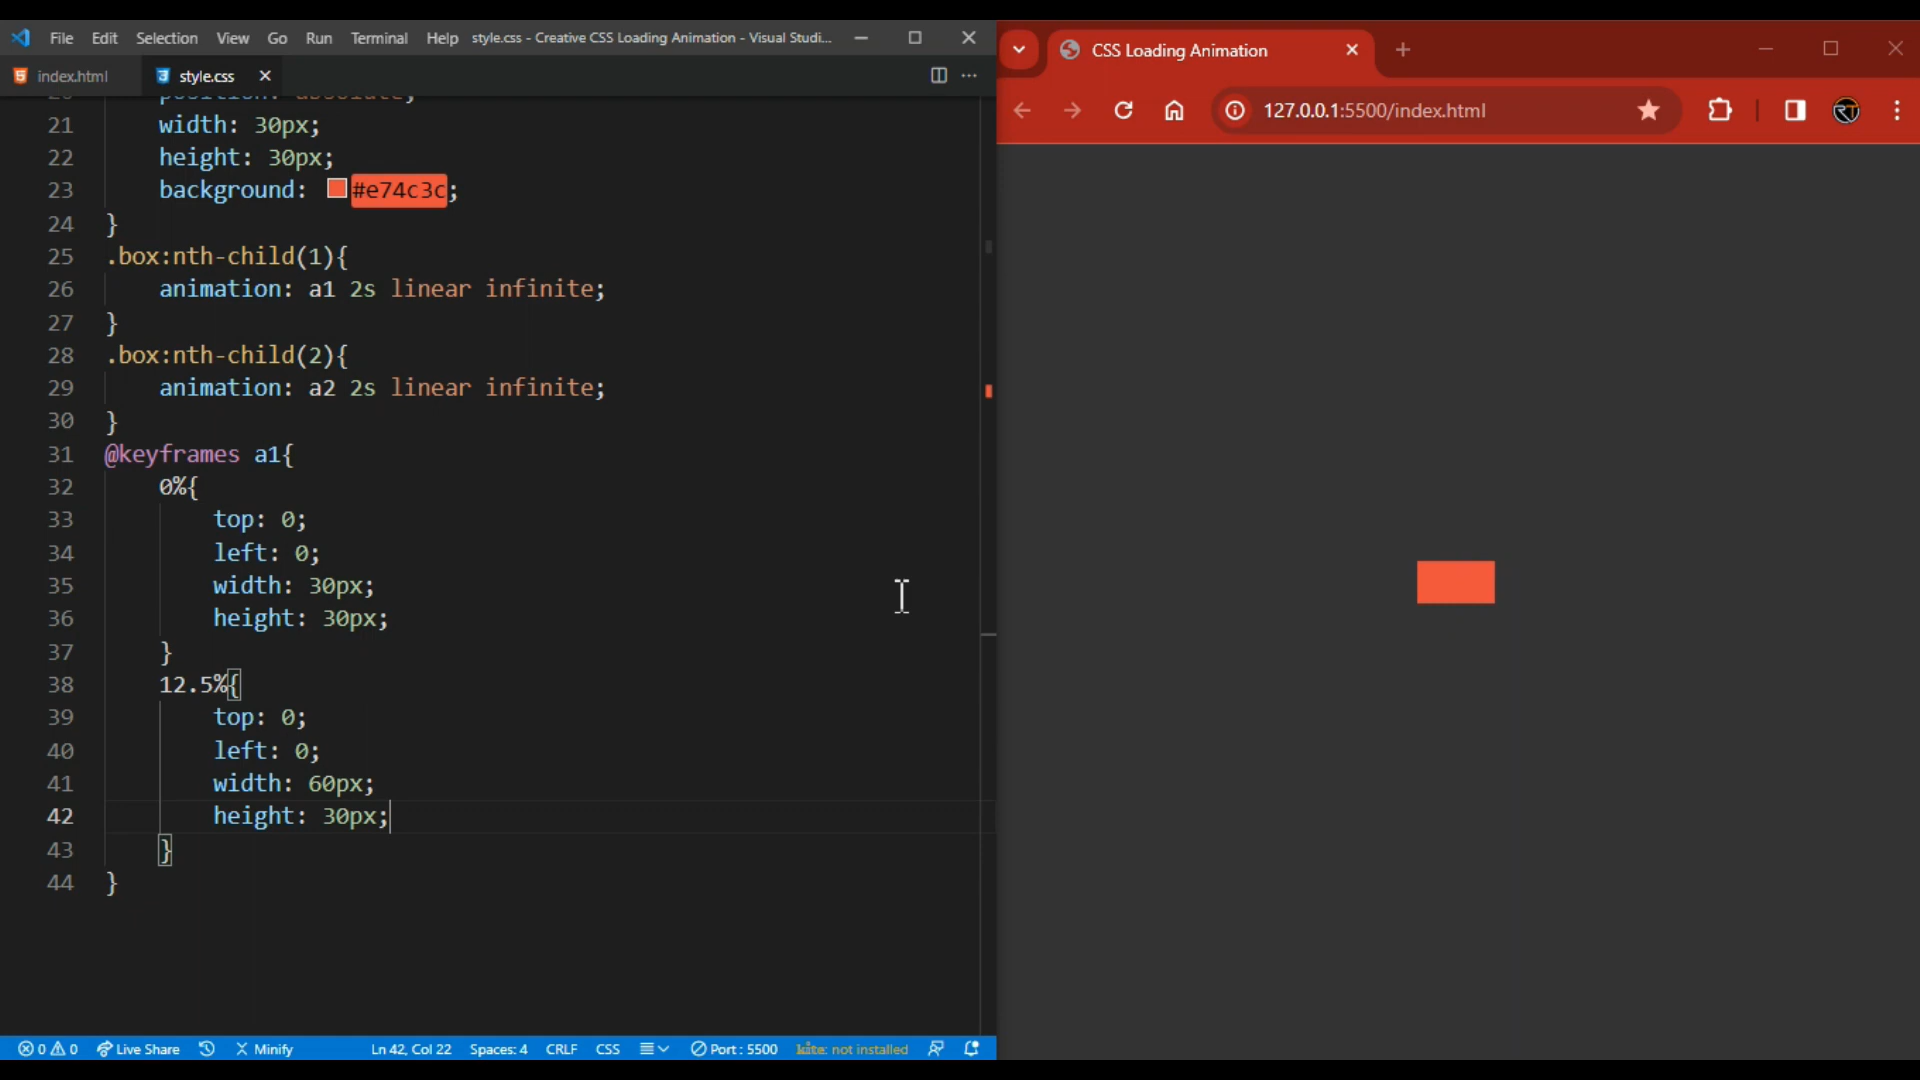 File Edit Selection View Go Run Terminal Help style.css - Creative CSS Loading Animation - Visual Studi...
index.html style.css
21 width: 30px;
22 height: 30px;
23 background: #e74c3c;
24 }
25 .box:nth-child(1){
26 animation: a1 2s linear infinite;
27 }
28 .box:nth-child(2){
29 animation: a2 2s linear infinite;
30 }
31 @keyframes a1{
32 0%{
33 top: 0;
34 left: 0;
35 width: 30px;
36 height: 30px;
37 }
38 12.5%{
39 top: 0;
40 left: 0;
41 width: 60px;
42 height: 30px;
43 }
44 }
0 0 Live Share Minify Ln 42, Col 22 Spaces: 4 CRLF CSS Port : 5500 kite: not installed
CSS Loading Animation
127.0.0.1:5500/index.html
RT